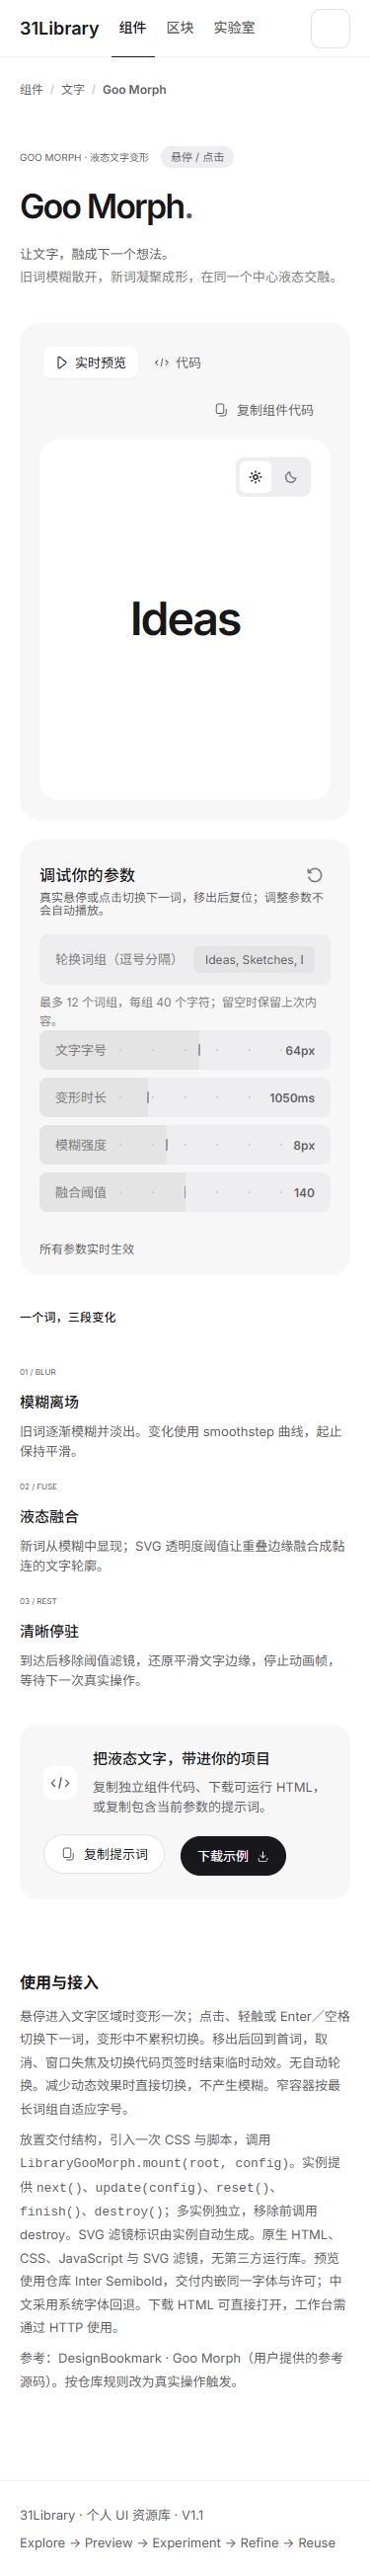 31Library 组件 区块 实验室
组件 / 文字 / Goo Morph
GOO MORPH · 液态文字变形 悬停 / 点击
Goo Morph.
让文字，融成下一个想法。
旧词模糊散开，新词凝聚成形，在同一个中心液态交融。
实时预览 代码
复制组件代码
Ideas
调试你的参数
真实悬停或点击切换下一词，移出后复位；调整参数不
会自动播放。
轮换词组（逗号分隔） Ideas, Sketches, I
最多 12 个词组，每组 40 个字符；留空时保留上次内
容。
文字字号 64px
变形时长 1050ms
模糊强度 8px
融合阈值 140
所有参数实时生效
一个词，三段变化
01 / BLUR
模糊离场
旧词逐渐模糊并淡出。变化使用 smoothstep 曲线，起止
保持平滑。
02 / FUSE
液态融合
新词从模糊中显现；SVG 透明度阈值让重叠边缘融合成黏
连的文字轮廓。
03 / REST
清晰停驻
到达后移除阈值滤镜，还原平滑文字边缘，停止动画帧，
等待下一次真实操作。
把液态文字，带进你的项目
复制独立组件代码、下载可运行 HTML，
或复制包含当前参数的提示词。
复制提示词 下载示例
使用与接入
悬停进入文字区域时变形一次；点击、轻触或 Enter／空格
切换下一词，变形中不累积切换。移出后回到首词，取
消、窗口失焦及切换代码页签时结束临时动效。无自动轮
换。减少动态效果时直接切换，不产生模糊。窄容器按最
长词组自适应字号。
放置交付结构，引入一次 CSS 与脚本，调用
LibraryGooMorph.mount(root, config)。实例提
供 next()、update(config)、reset()、
finish()、destroy()；多实例独立，移除前调用
destroy。SVG 滤镜标识由实例自动生成。原生 HTML、
CSS、JavaScript 与 SVG 滤镜，无第三方运行库。预览
使用仓库 Inter Semibold，交付内嵌同一字体与许可；中
文采用系统字体回退。下载 HTML 可直接打开，工作台需
通过 HTTP 使用。
参考：DesignBookmark · Goo Morph（用户提供的参考
源码）。按仓库规则改为真实操作触发。
31Library · 个人 UI 资源库 · V1.1
Explore → Preview → Experiment → Refine → Reuse